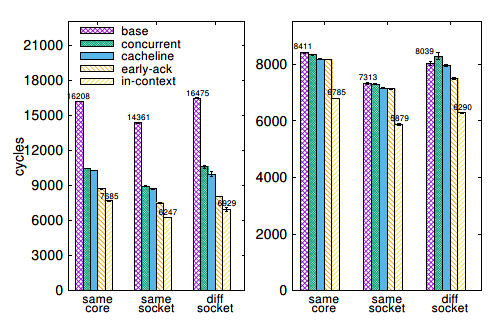 base
concurrent
cacheline
early-ack
in-context
cycles
21000
18000
15000
12000
9000
6000
3000
0
16208
7685
14361
6247
16475
6929
same core
same socket
diff socket
8000
6000
4000
2000
0
8411
6785
7313
5879
8039
6290
same core
same socket
diff socket